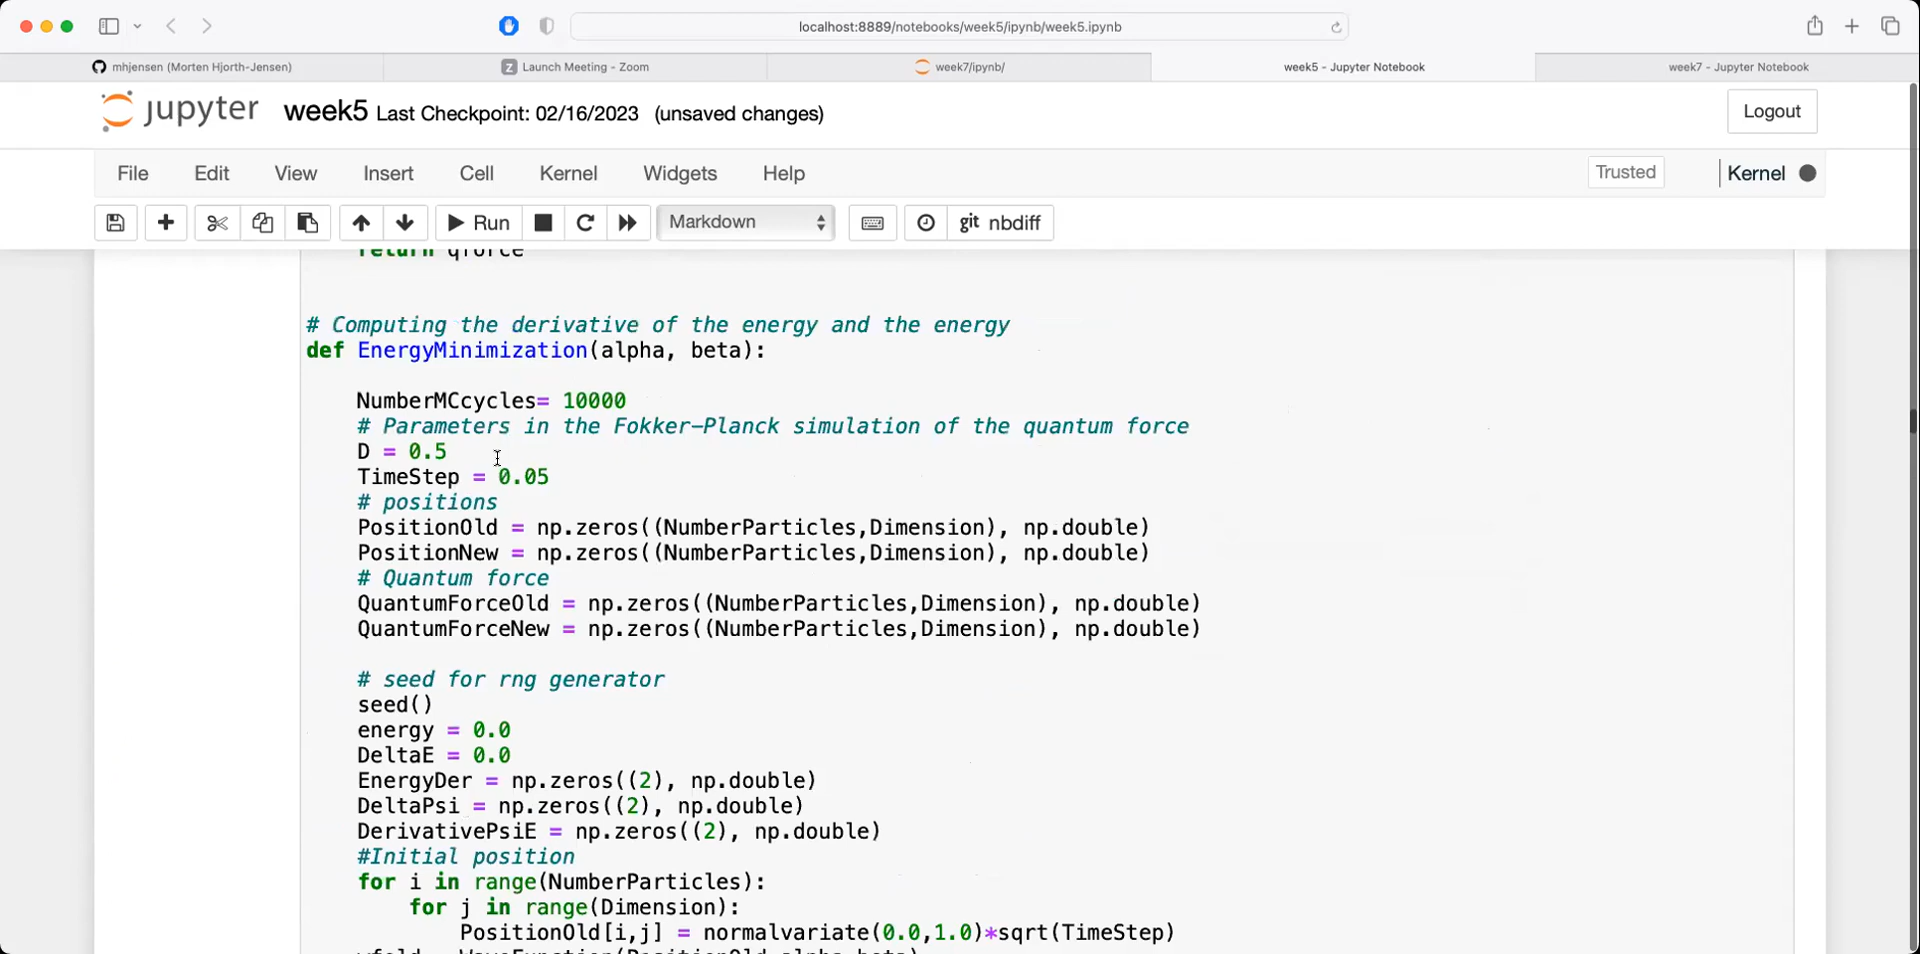 localhost:8889/notebooks/week5/ipynb/week5.ipynb
mhjensen (Morten Hjorth-Jensen)
Launch Meeting - Zoom
week7/ipynb/
week5 - Jupyter Notebook
week7 - Jupyter Notebook
jupyter week5 Last Checkpoint: 02/16/2023 (unsaved changes)
Logout
File Edit View Insert Cell Kernel Widgets Help
Trusted
Kernel
Run
Markdown
git nbdiff
return qforce
# Computing the derivative of the energy and the energy
def EnergyMinimization(alpha, beta):
NumberMCcycles= 10000
# Parameters in the Fokker-Planck simulation of the quantum force
D = 0.5
TimeStep = 0.05
# positions
PositionOld = np.zeros((NumberParticles,Dimension), np.double)
PositionNew = np.zeros((NumberParticles,Dimension), np.double)
# Quantum force
QuantumForceOld = np.zeros((NumberParticles,Dimension), np.double)
QuantumForceNew = np.zeros((NumberParticles,Dimension), np.double)
# seed for rng generator
seed()
energy = 0.0
DeltaE = 0.0
EnergyDer = np.zeros((2), np.double)
DeltaPsi = np.zeros((2), np.double)
DerivativePsiE = np.zeros((2), np.double)
#Initial position
for i in range(NumberParticles):
for j in range(Dimension):
PositionOld[i,j] = normalvariate(0.0,1.0)*sqrt(TimeStep)